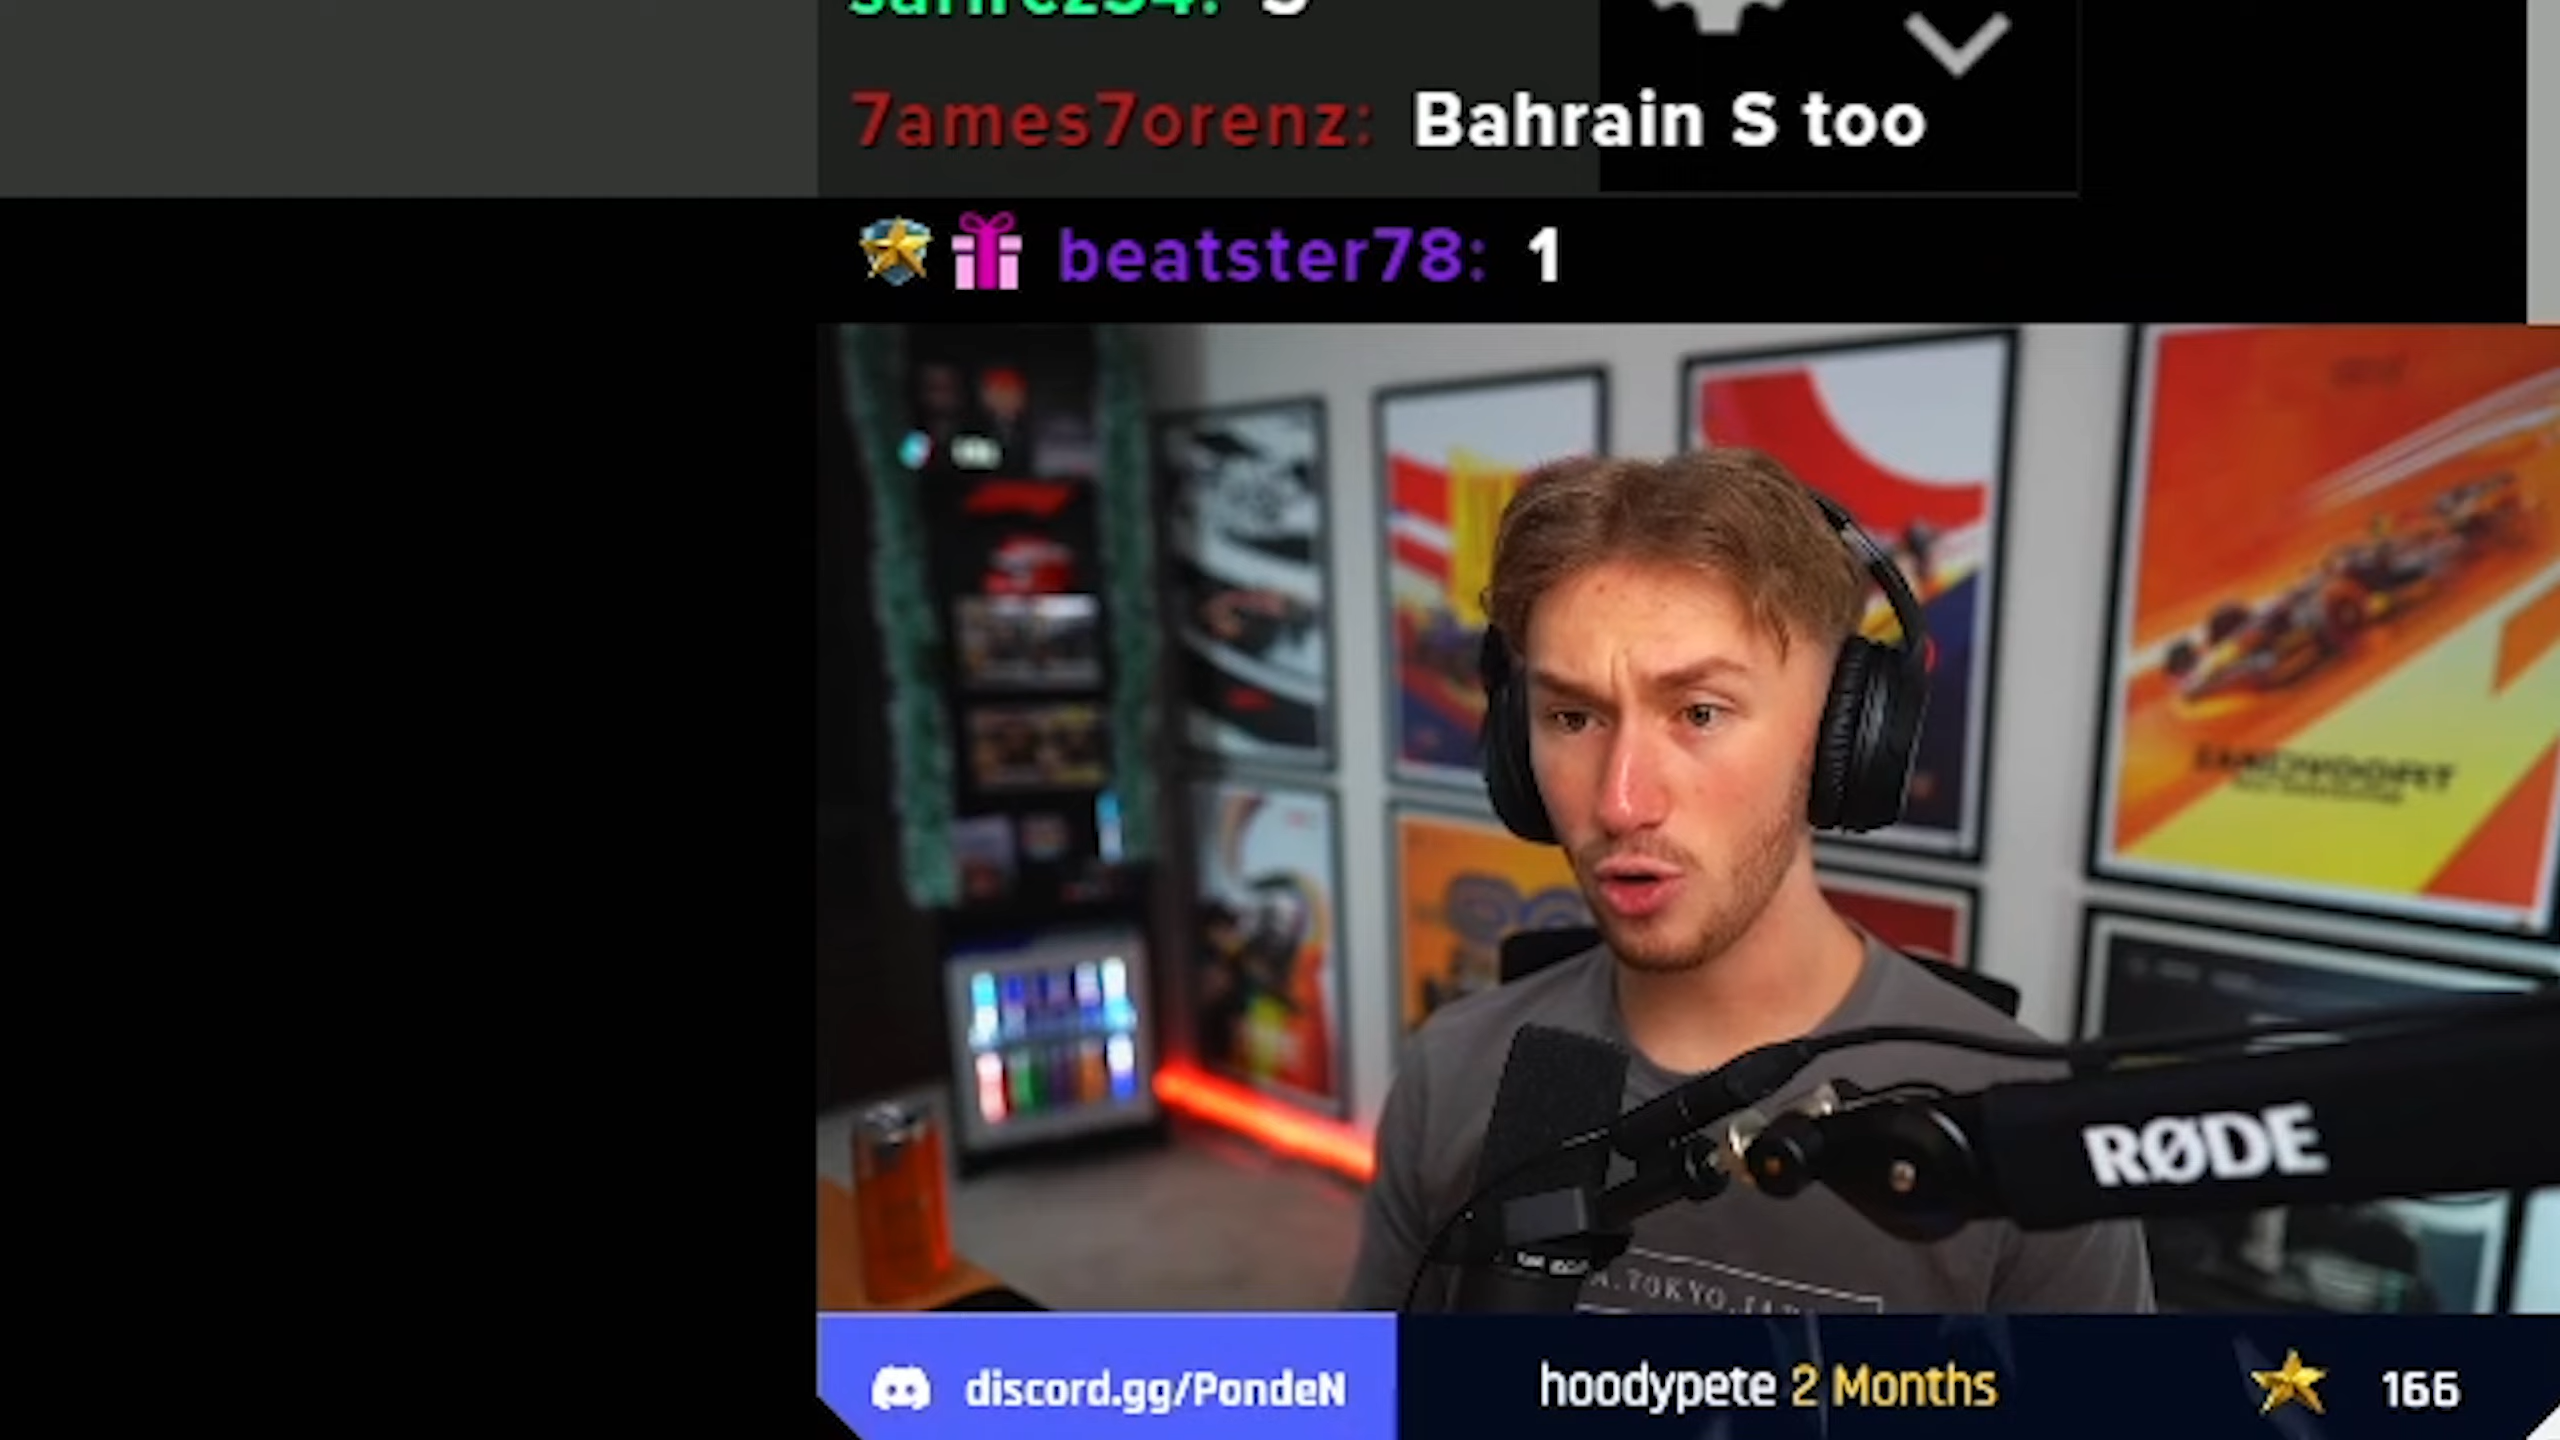 7ames7orenz: Bahrain S too
beatster78: 1
RØDE
discord.gg/PondeN
hoodypete 2 Months
166